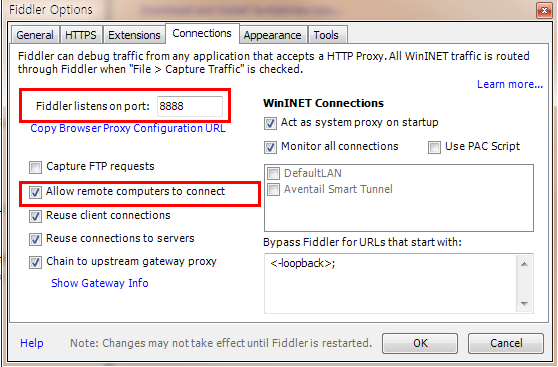 Fiddler Options
General HTTPS Extensions Connections Appearance Tools
Fiddler can debug traffic from any application that accepts a HTTP Proxy. All WinINET traffic is routed
through Fiddler when "File > Capture Traffic" is checked.
Learn more...
Fiddler listens on port: 8888
Copy Browser Proxy Configuration URL
Capture FTP requests
Allow remote computers to connect
Reuse client connections
Reuse connections to servers
Chain to upstream gateway proxy
Show Gateway Info
WinINET Connections
Act as system proxy on startup
Monitor all connections Use PAC Script
DefaultLAN
Aventail Smart Tunnel
Bypass Fiddler for URLs that start with:
<-loopback>;
Help Note: Changes may not take effect until Fiddler is restarted. OK Cancel